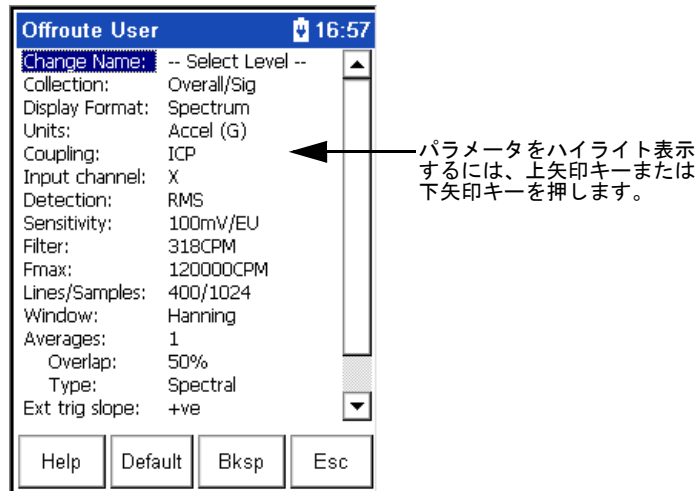 Offroute User 16:57
Change Name: -- Select Level --
Collection: Overall/Sig
Display Format: Spectrum
Units: Accel (G)
Coupling: ICP
Input channel: X
Detection: RMS
Sensitivity: 100mV/EU
Filter: 318CPM
Fmax: 120000CPM
Lines/Samples: 400/1024
Window: Hanning
Averages: 1
Overlap: 50%
Type: Spectral
Ext trig slope: +ve
Help Default Bksp Esc
パラメータをハイライト表示
するには、上矢印キーまたは
下矢印キーを押します。